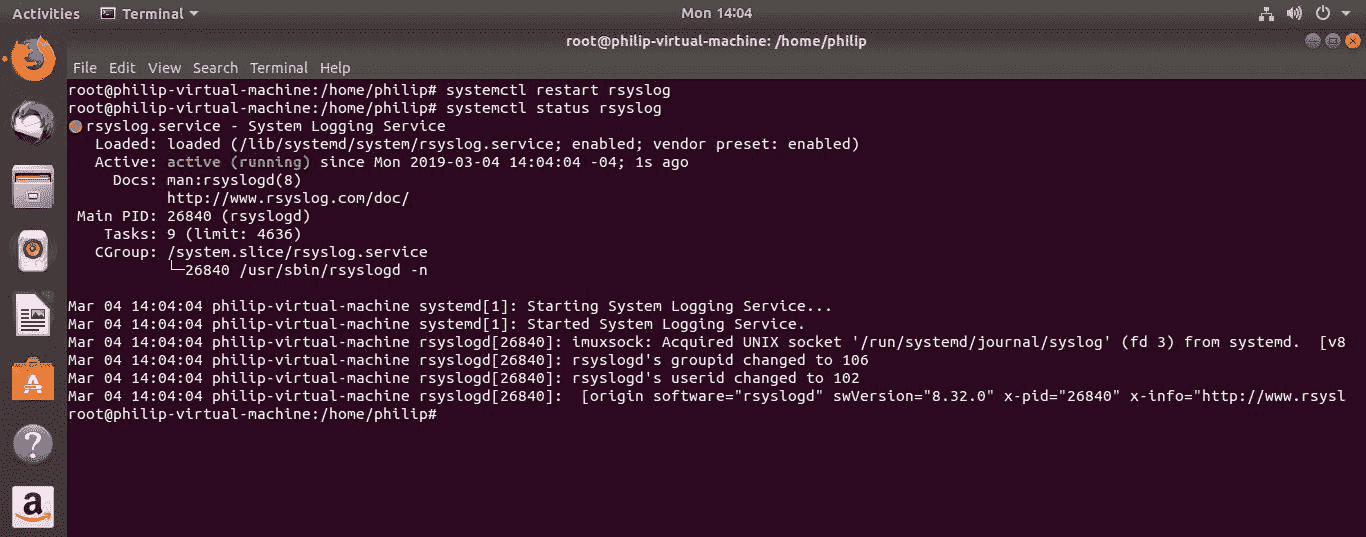 Activities Terminal Mon 14:04
root@philip-virtual-machine: /home/philip
File Edit View Search Terminal Help
root@philip-virtual-machine:/home/philip# systemctl restart rsyslog
root@philip-virtual-machine:/home/philip# systemctl status rsyslog
rsyslog.service - System Logging Service
Loaded: loaded (/lib/systemd/system/rsyslog.service; enabled; vendor preset: enabled)
Active: active (running) since Mon 2019-03-04 14:04:04 -04; 1s ago
Docs: man:rsyslogd(8)
http://www.rsyslog.com/doc/
Main PID: 26840 (rsyslogd)
Tasks: 9 (limit: 4636)
CGroup: /system.slice/rsyslog.service
└─26840 /usr/sbin/rsyslogd -n
Mar 04 14:04:04 philip-virtual-machine systemd[1]: Starting System Logging Service...
Mar 04 14:04:04 philip-virtual-machine systemd[1]: Started System Logging Service.
Mar 04 14:04:04 philip-virtual-machine rsyslogd[26840]: imuxsock: Acquired UNIX socket '/run/systemd/journal/syslog' (fd 3) from systemd.  [v8
Mar 04 14:04:04 philip-virtual-machine rsyslogd[26840]: rsyslogd's groupid changed to 106
Mar 04 14:04:04 philip-virtual-machine rsyslogd[26840]: rsyslogd's userid changed to 102
Mar 04 14:04:04 philip-virtual-machine rsyslogd[26840]:  [origin software="rsyslogd" swVersion="8.32.0" x-pid="26840" x-info="http://www.rsysl
root@philip-virtual-machine:/home/philip#